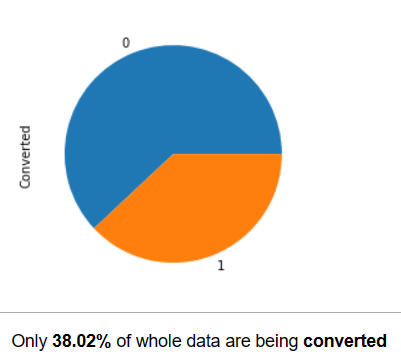 0
Converted
1
Only 38.02% of whole data are being converted